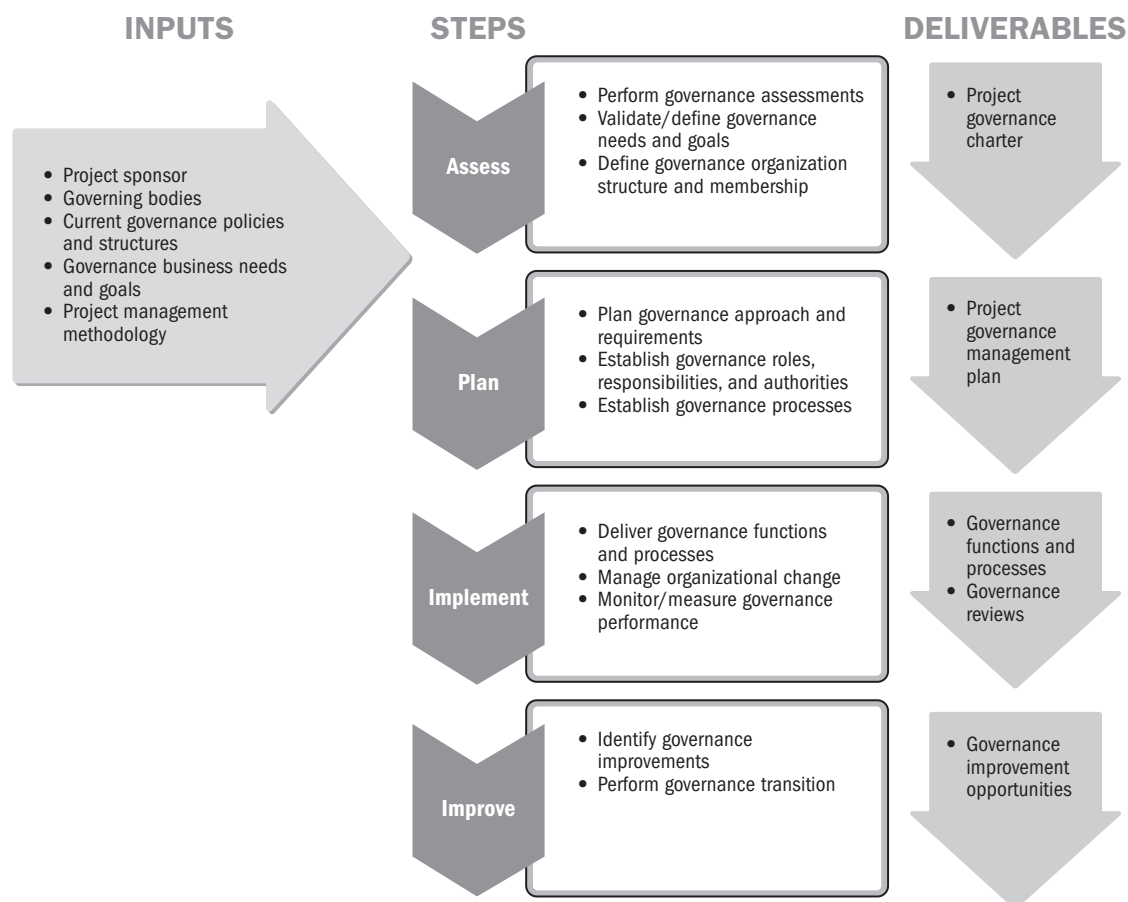 INPUTS
STEPS
DELIVERABLES
• Project sponsor
• Governing bodies
• Current governance policies
and structures
• Governance business needs
and goals
• Project management
methodology
Assess
• Perform governance assessments
• Validate/define governance
needs and goals
• Define governance organization
structure and membership
• Project
governance
charter
Plan
• Plan governance approach and
requirements
• Establish governance roles,
responsibilities, and authorities
• Establish governance processes
• Project
governance
management
plan
Implement
• Deliver governance functions
and processes
• Manage organizational change
• Monitor/measure governance
performance
• Governance
functions and
processes
• Governance
reviews
Improve
• Identify governance
improvements
• Perform governance transition
• Governance
improvement
opportunities